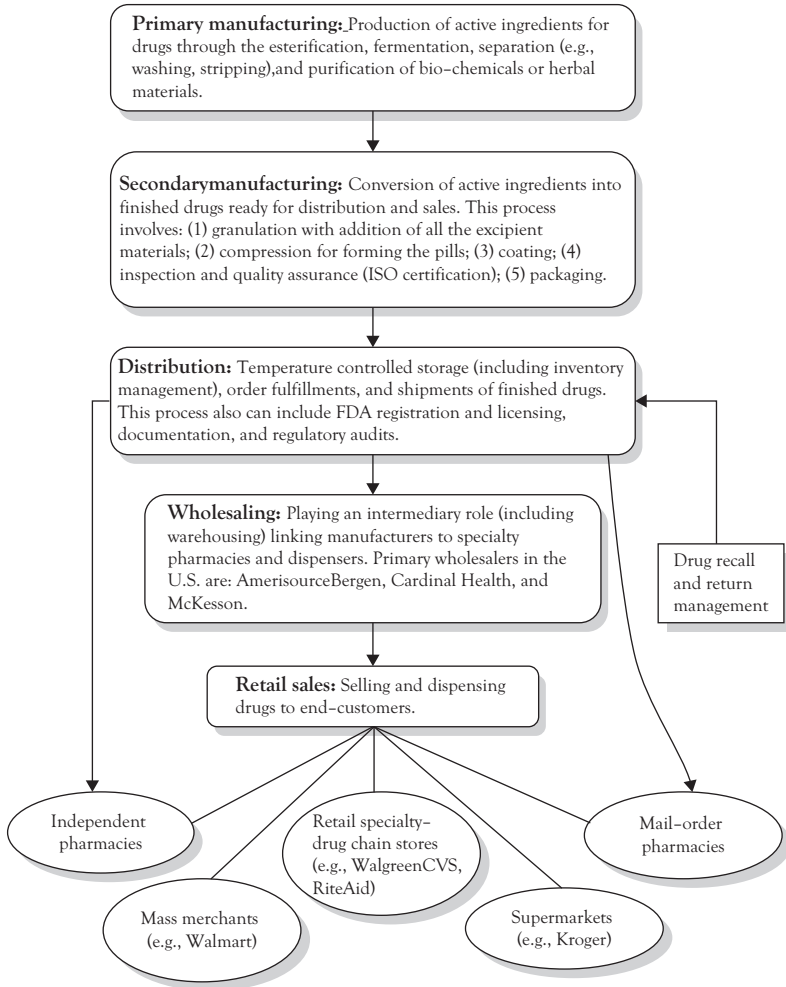 Primary manufacturing: Production of active ingredients for
drugs through the esterification, fermentation, separation (e.g.,
washing, stripping),and purification of bio-chemicals or herbal
materials.
Secondarymanufacturing: Conversion of active ingredients into
finished drugs ready for distribution and sales. This process
involves: (1) granulation with addition of all the excipient
materials; (2) compression for forming the pills; (3) coating; (4)
inspection and quality assurance (ISO certification); (5) packaging.
Distribution: Temperature controlled storage (including inventory
management), order fulfillments, and shipments of finished drugs.
This process also can include FDA registration and licensing,
documentation, and regulatory audits.
Wholesaling: Playing an intermediary role (including
warehousing) linking manufacturers to specialty
pharmacies and dispensers. Primary wholesalers in the
U.S. are: AmerisourceBergen, Cardinal Health, and
McKesson.
Drug recall
and return
management
Retail sales: Selling and dispensing
drugs to end-customers.
Independent
pharmacies
Mass merchants
(e.g., Walmart)
Retail specialty-
drug chain stores
(e.g., WalgreenCVS,
RiteAid)
Supermarkets
(e.g., Kroger)
Mail-order
pharmacies